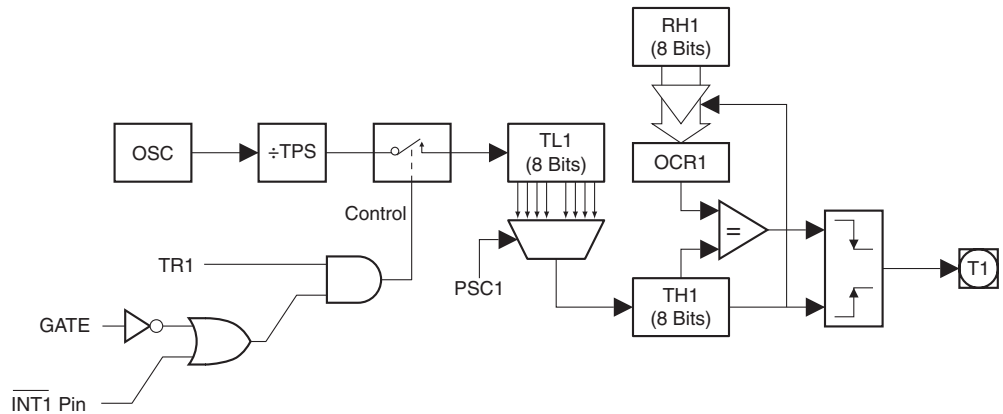 RH1
(8 Bits)
OSC
÷TPS
TL1
(8 Bits)
OCR1
Control
=
TR1
PSC1
TH1
(8 Bits)
T1
GATE
INT1 Pin